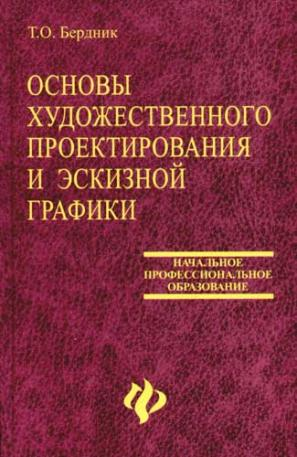 Т.О. Бердник
ОСНОВЫ
ХУДОЖЕСТВЕННОГО
ПРОЕКТИРОВАНИЯ
И ЭСКИЗНОЙ
ГРАФИКИ
НАЧАЛЬНОЕ
ПРОФЕССИОНАЛЬНОЕ
ОБРАЗОВАНИЕ